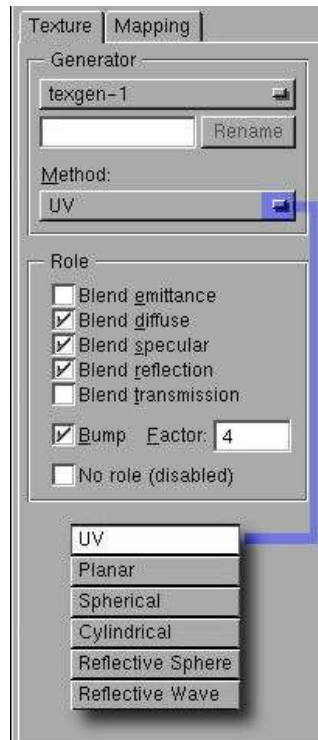 Texture Mapping
Generator
texgen-1
Rename
Method:
UV
Role
Blend emittance
Blend diffuse
Blend specular
Blend reflection
Blend transmission
Bump Factor: 4
No role (disabled)
UV
Planar
Spherical
Cylindrical
Reflective Sphere
Reflective Wave